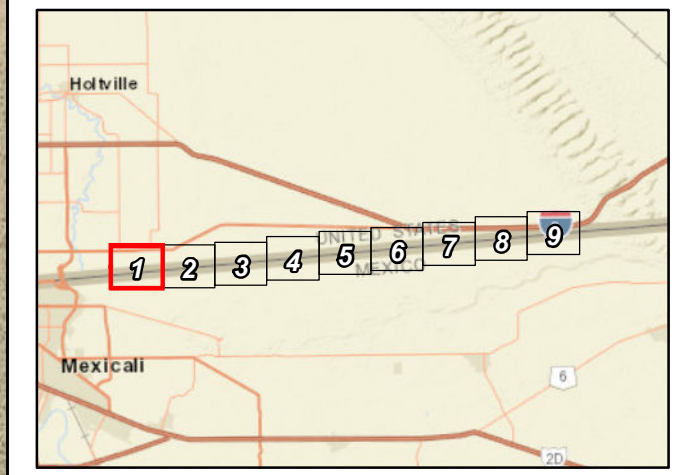 Holtville
UNITED STATES
MEXICO
1 2 3 4 5 6 7 8 9
Mexicali
6
2D